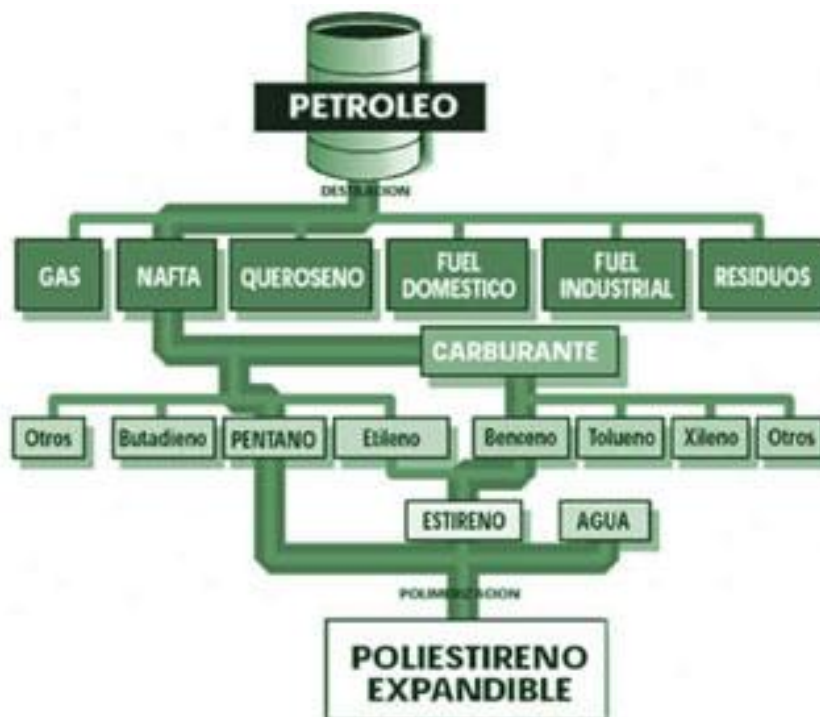 PETROLEO
DESTILACION
GAS
NAFTA
QUEROSENO
FUEL
DOMESTICO
FUEL
INDUSTRIAL
RESIDUOS
CARBURANTE
Otros
Butadieno
PENTANO
Etileno
Benceno
Tolueno
Xileno
Otros
ESTIRENO
AGUA
POLIMERIZACION
POLIESTIRENO
EXPANDIBLE